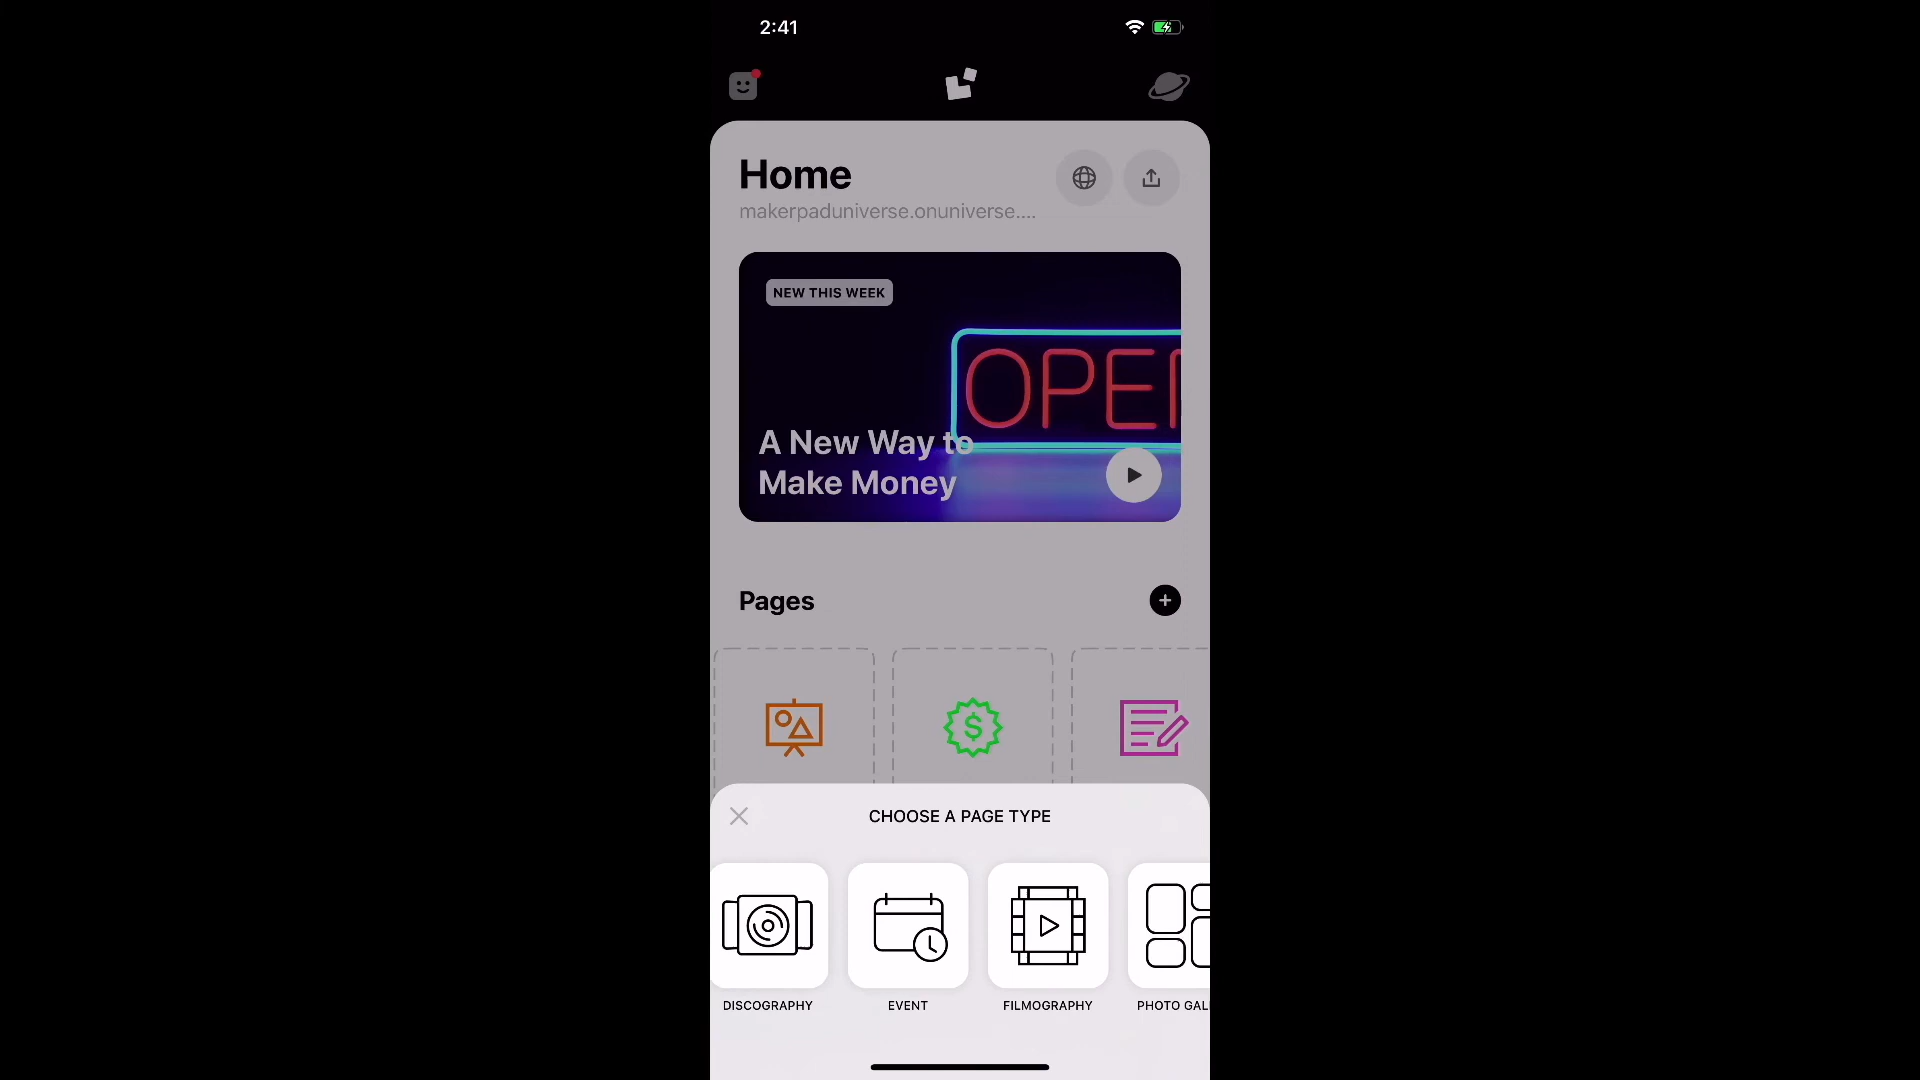 2:41
Home
makerpaduniverse.onuniverse....
NEW THIS WEEK
OPE
A New Way to
Make Money
Pages
CHOOSE A PAGE TYPE
DISCOGRAPHY
EVENT
FILMOGRAPHY
PHOTO GAL